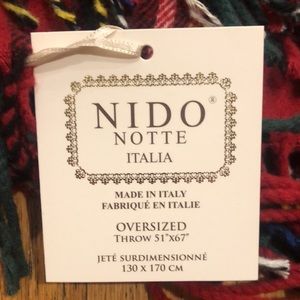 NIDO®
NOTTE
ITALIA
MADE IN ITALY
FABRIQUÉ EN ITALIE
OVERSIZED
THROW 51"X67"
JETÉ SURDIMENSIONNÉ
130 X 170 CM